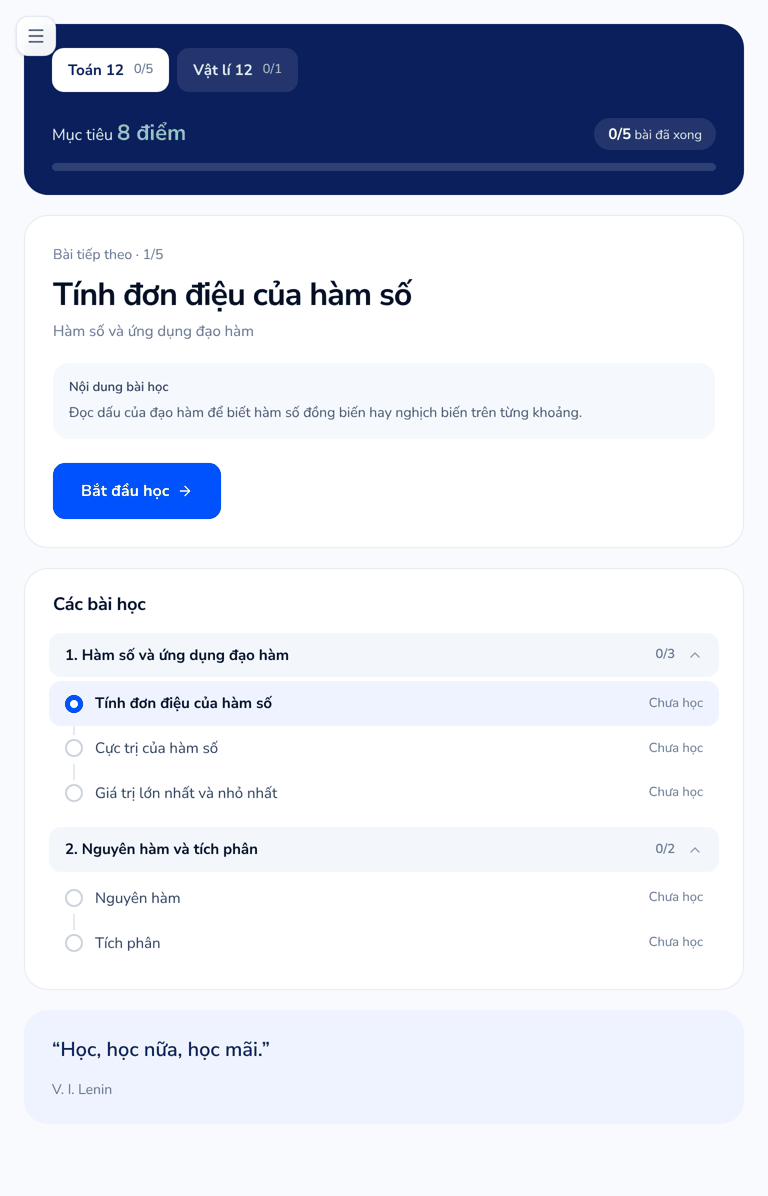 Toán 12 0/5 Vật lí 12 0/1
Mục tiêu 8 điểm 0/5 bài đã xong
Bài tiếp theo · 1/5
Tính đơn điệu của hàm số
Hàm số và ứng dụng đạo hàm
Nội dung bài học
Đọc dấu của đạo hàm để biết hàm số đồng biến hay nghịch biến trên từng khoảng.
Bắt đầu học →
Các bài học
1. Hàm số và ứng dụng đạo hàm 0/3
Tính đơn điệu của hàm số Chưa học
Cực trị của hàm số Chưa học
Giá trị lớn nhất và nhỏ nhất Chưa học
2. Nguyên hàm và tích phân 0/2
Nguyên hàm Chưa học
Tích phân Chưa học
“Học, học nữa, học mãi.”
V. I. Lenin